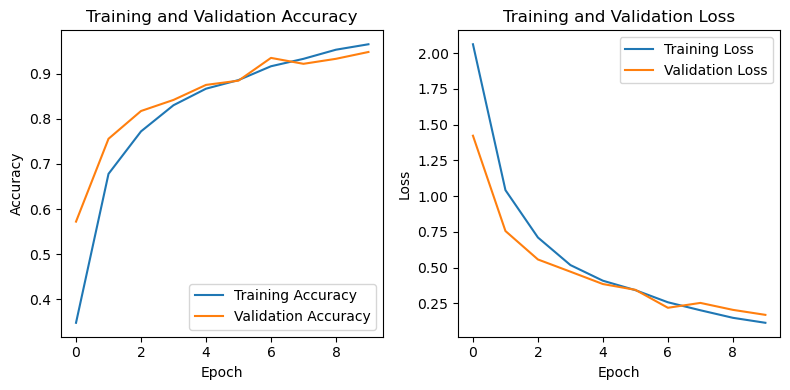 Training and Validation Accuracy
Accuracy
0.9
0.8
0.7
0.6
0.5
0.4
Training Accuracy
Validation Accuracy
0 2 4 6 8
Epoch
Training and Validation Loss
Loss
2.00
1.75
1.50
1.25
1.00
0.75
0.50
0.25
Training Loss
Validation Loss
0 2 4 6 8
Epoch